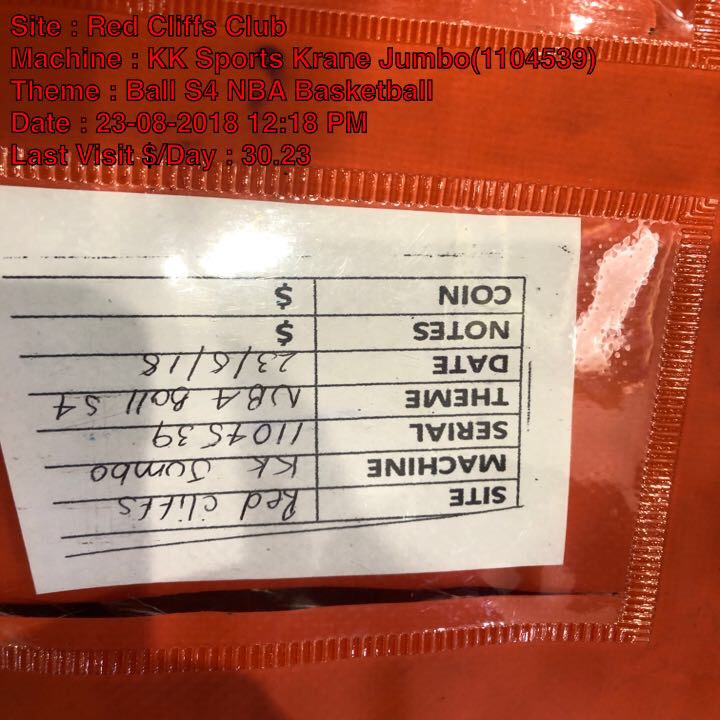 Site : Red Cliffs Club
Machine : KK Sports Krane Jumbo(1104539)
Theme : Ball S4 NBA Basketball
Date : 23-08-2018 12:18 PM
Last Visit $/Day : 30.23
SITE Red Cliffs
MACHINE KK Jumbo
SERIAL 1104539
THEME NBA Ball S4
DATE 23/8/18
NOTES $
COIN $